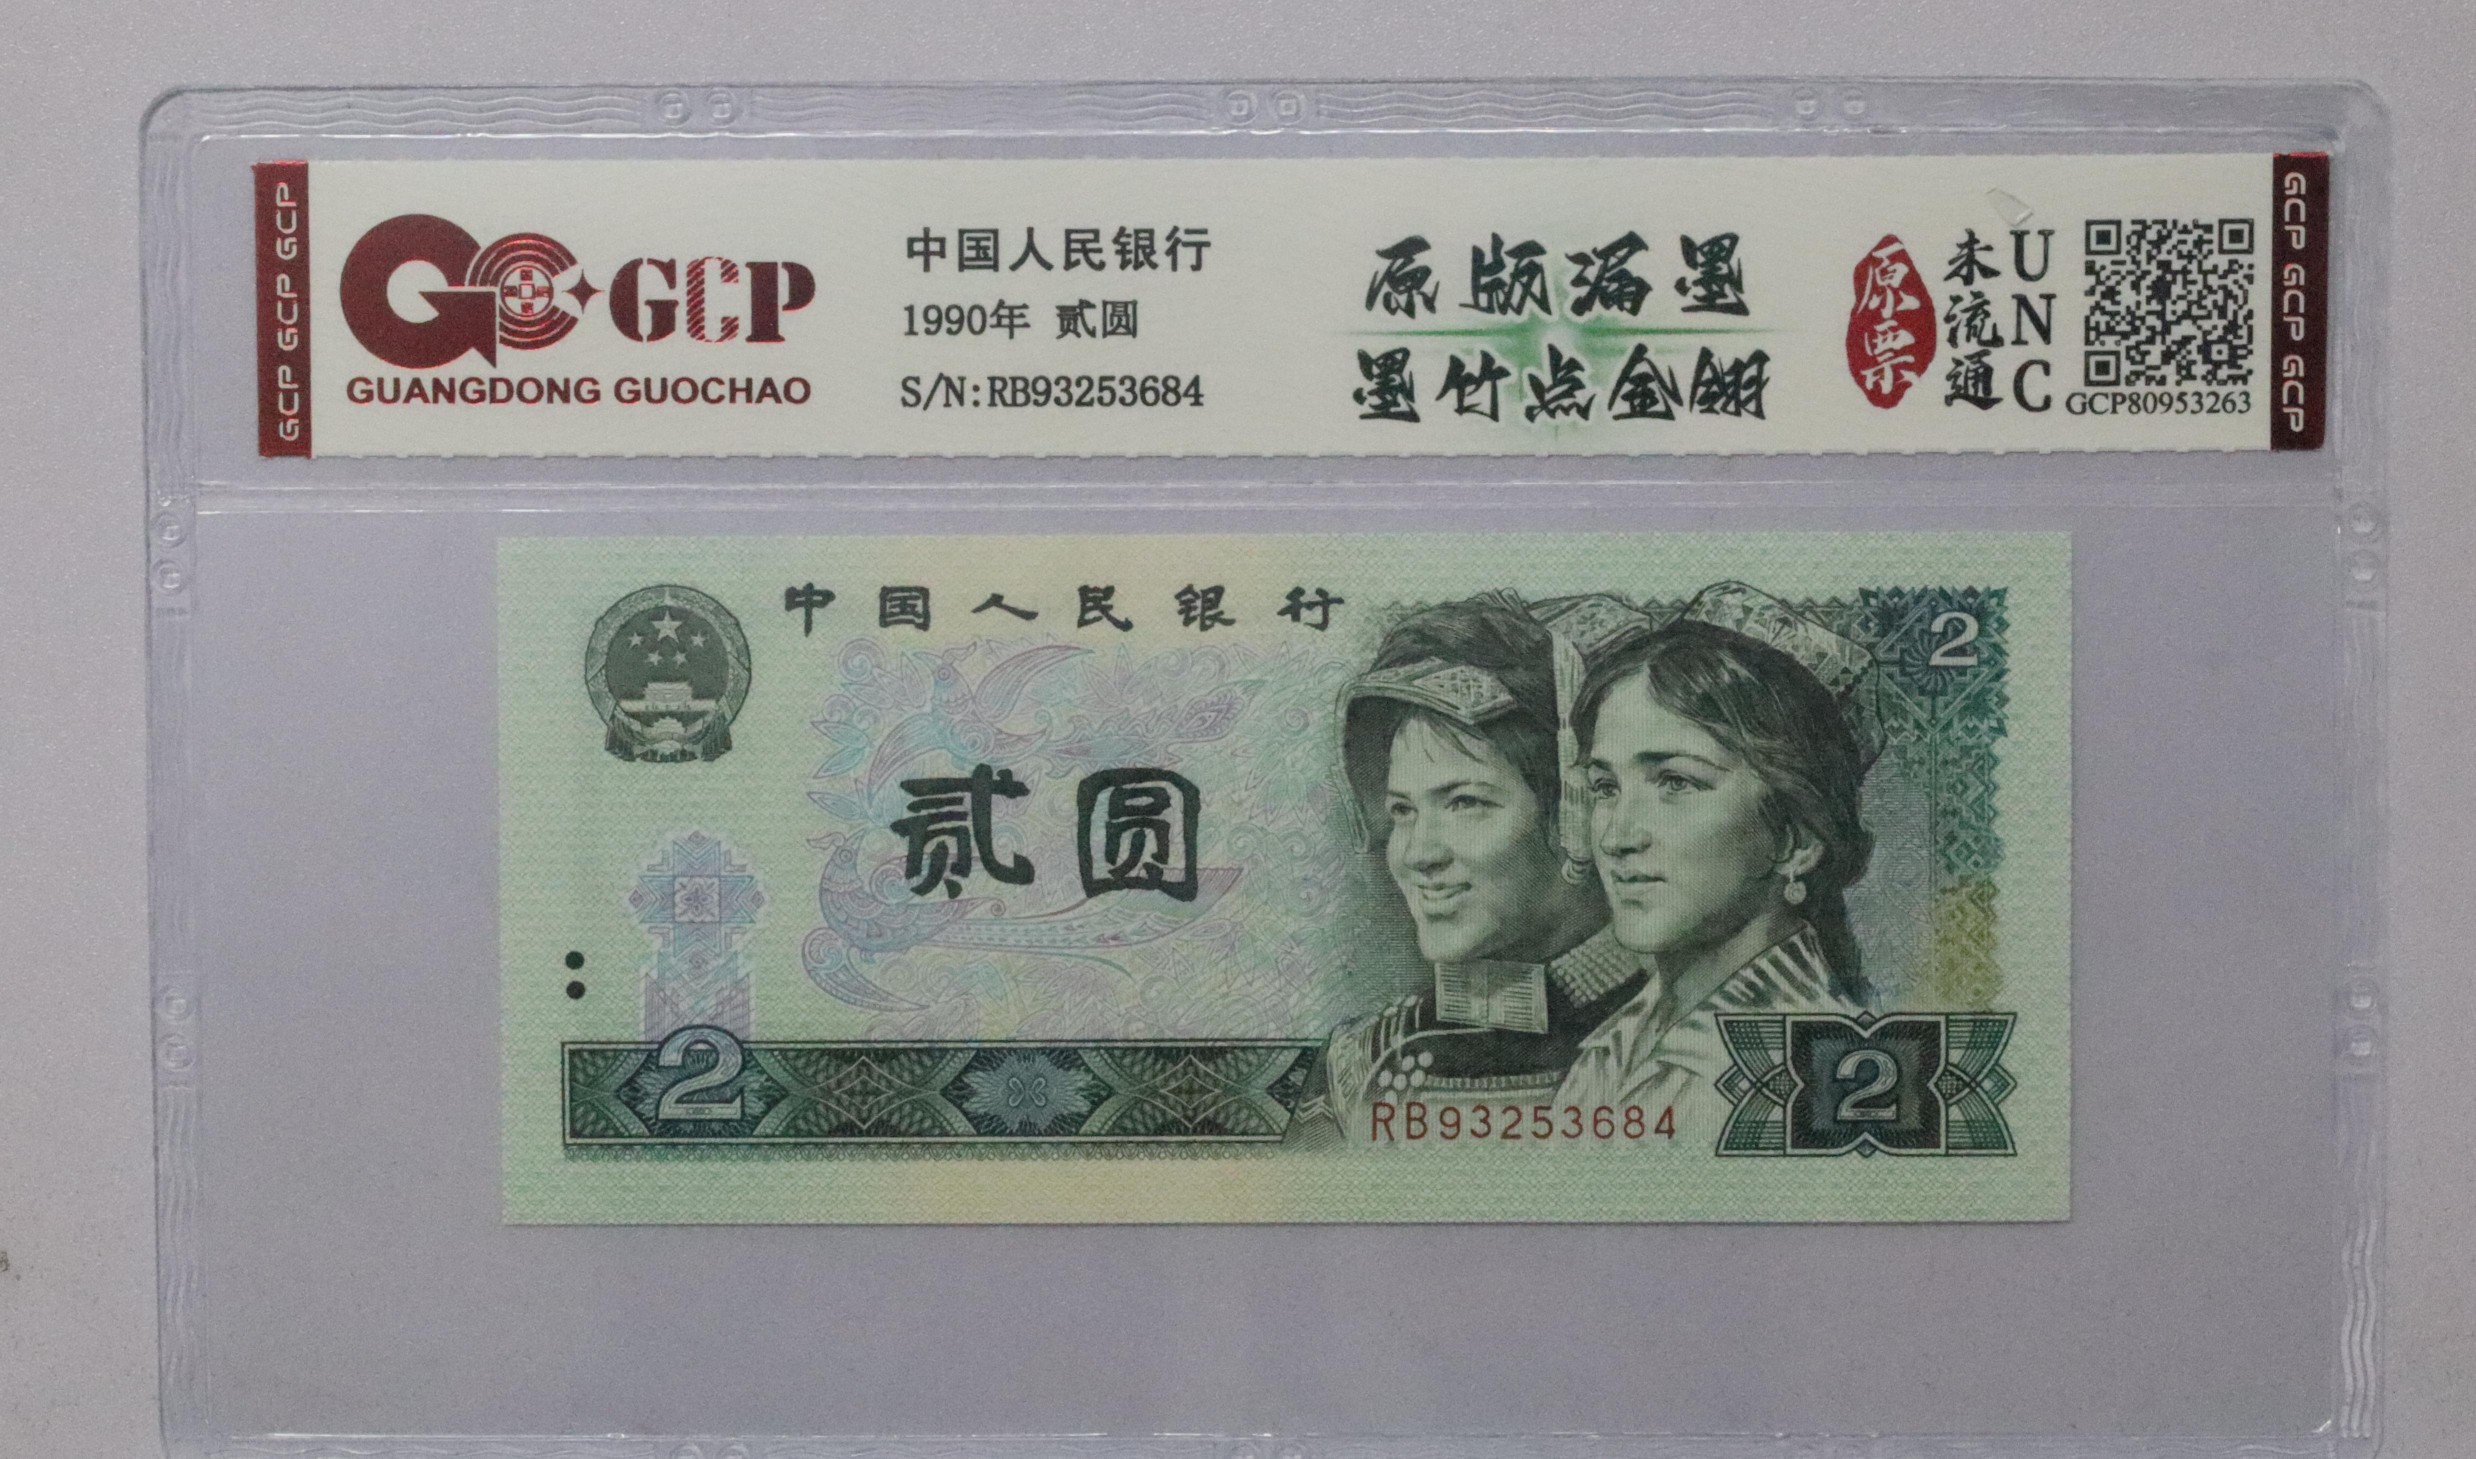 GCP GCP GCP
GCP
GUANGDONG GUOCHAO
中国人民银行
1990年 贰圆
S/N:RB93253684
原版漏墨
墨竹点金翅
原票
未流通
UNC
GCP80953263
GCP GCP GCP
中国人民银行
2
贰圆
2
RB93253684
2